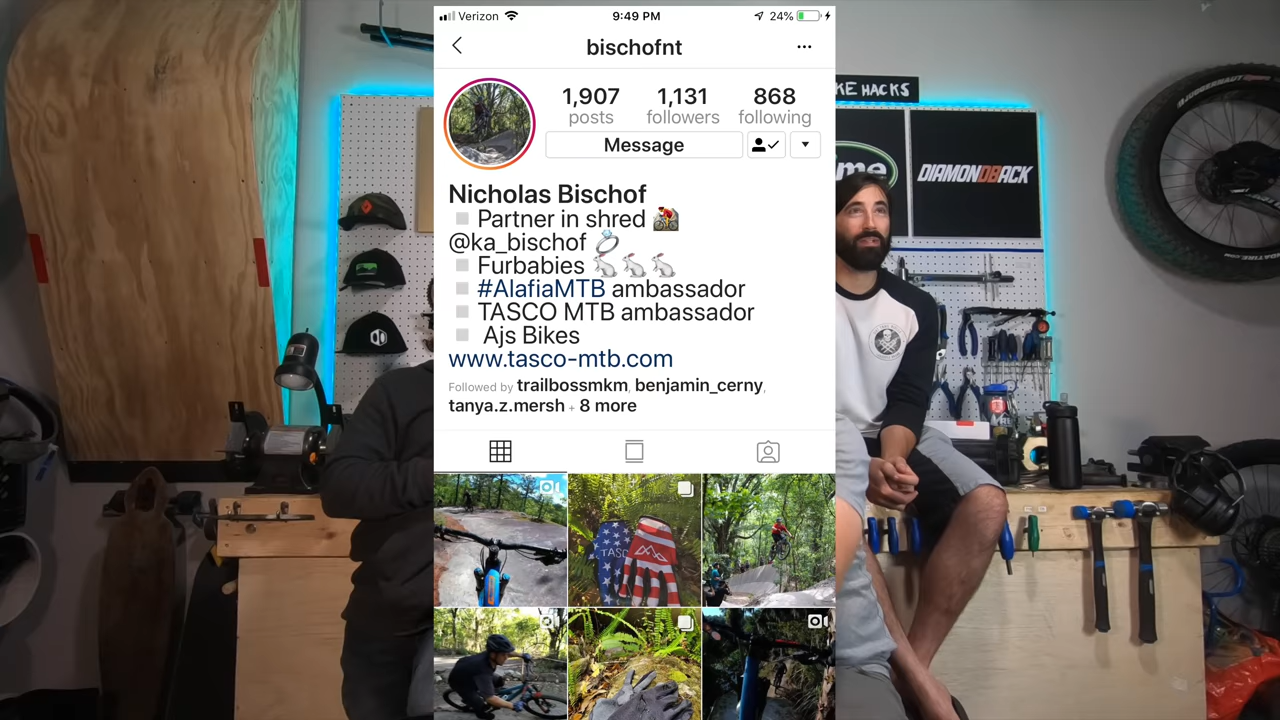 Verizon 9:49 PM 24%
bischofnt
1,907 1,131 868
posts followers following
Message
Nicholas Bischof
Partner in shred
@ka_bischof
Furbabies
#AlafiaMTB ambassador
TASCO MTB ambassador
Ajs Bikes
www.tasco-mtb.com
Followed by trailbossmkm, benjamin_cerny,
tanya.z.mersh + 8 more
TASC
KE HACKS
ime
DIAMONDBACK